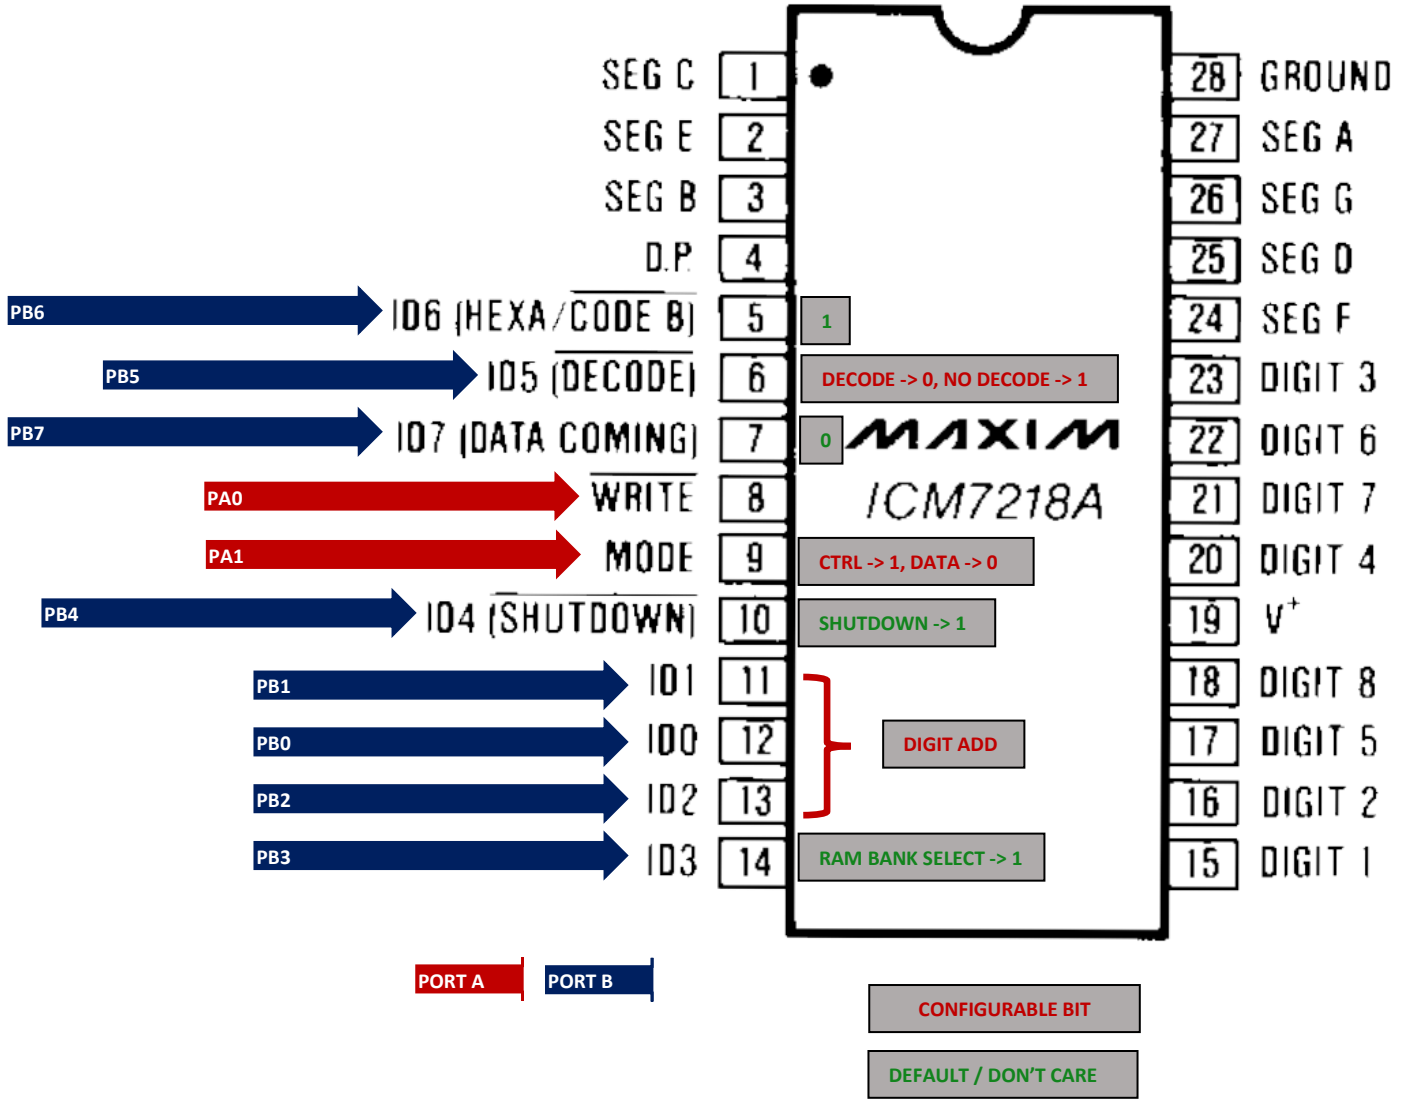 SEG C 1 28 GROUND
SEG E 2 27 SEG A
SEG B 3 26 SEG G
D.P. 4 25 SEG D
PB6 ID6 (HEXA/CODE B) 5 1 24 SEG F
PB5 ID5 (DECODE) 6 DECODE -> 0, NO DECODE -> 1 23 DIGIT 3
PB7 ID7 (DATA COMING) 7 0 MAXIM 22 DIGIT 6
PA0 WRITE 8 ICM7218A 21 DIGIT 7
PA1 MODE 9 CTRL -> 1, DATA -> 0 20 DIGIT 4
PB4 ID4 (SHUTDOWN) 10 SHUTDOWN -> 1 19 V+
PB1 ID1 11 18 DIGIT 8
PB0 ID0 12 DIGIT ADD 17 DIGIT 5
PB2 ID2 13 16 DIGIT 2
PB3 ID3 14 RAM BANK SELECT -> 1 15 DIGIT 1
PORT A PORT B
CONFIGURABLE BIT
DEFAULT / DON'T CARE